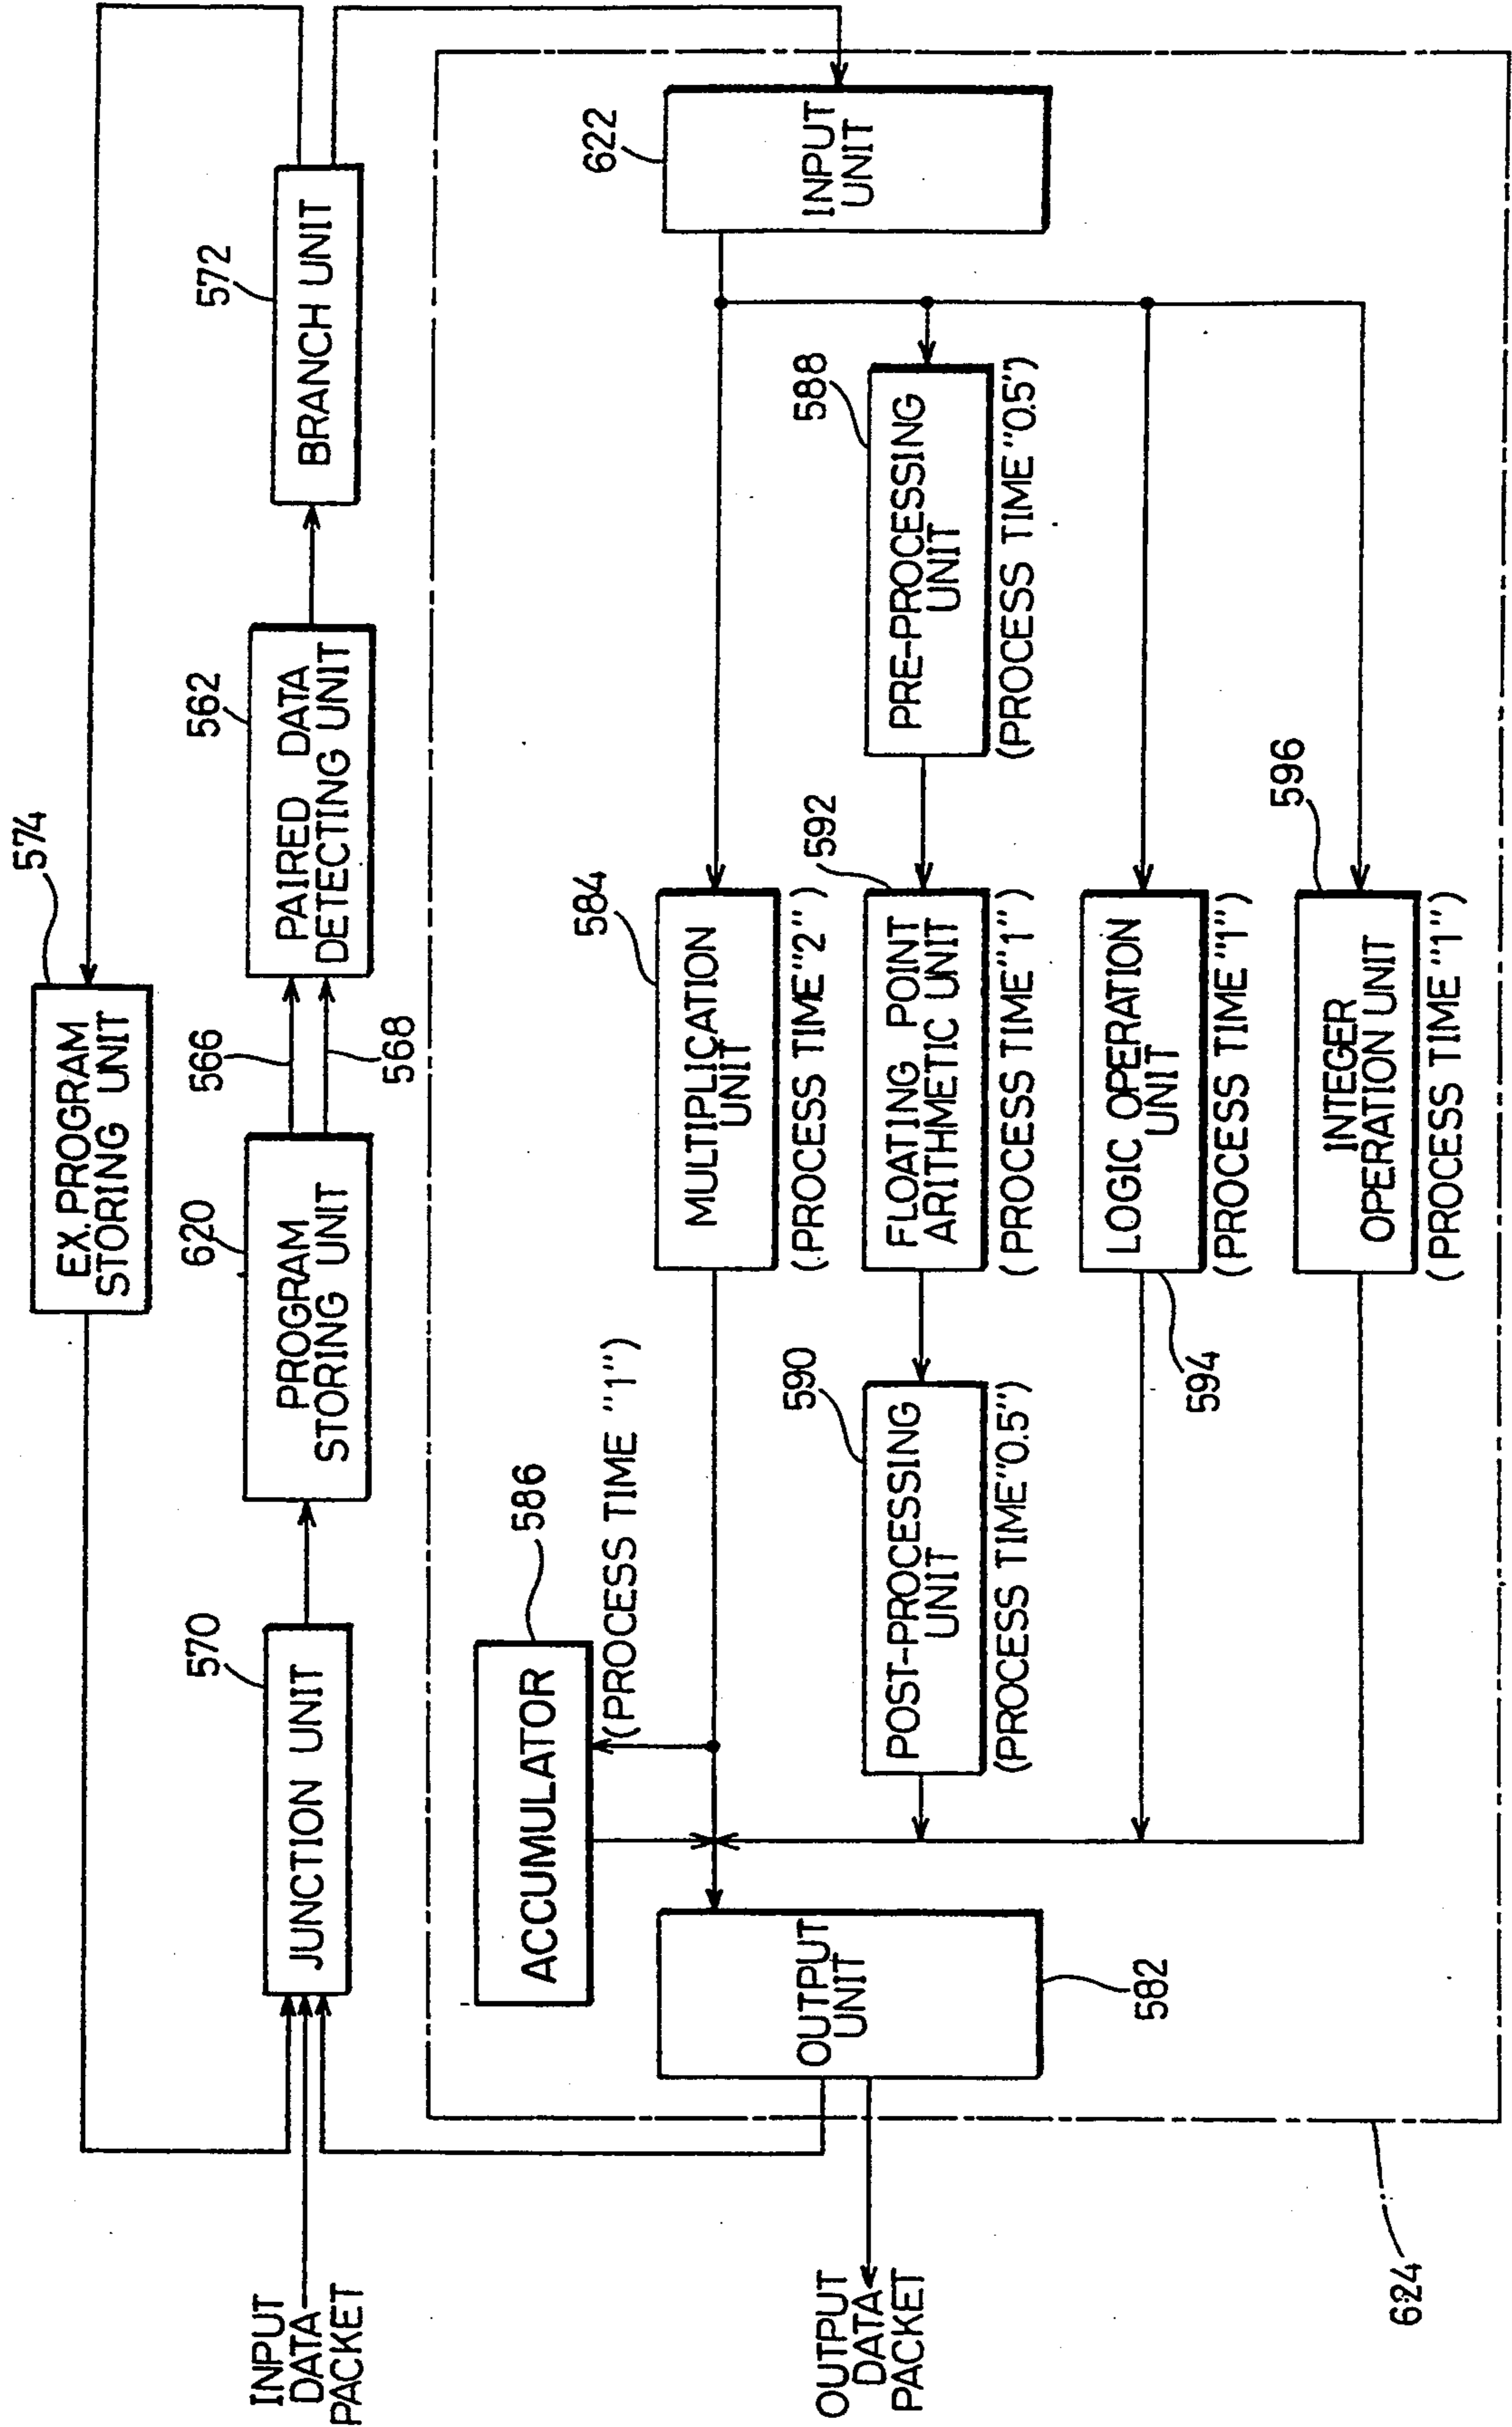 574
EX.PROGRAM
STORING UNIT
INPUT
DATA
PACKET
570
JUNCTION UNIT
620
PROGRAM
STORING UNIT
566
568
562
PAIRED DATA
DETECTING UNIT
572
BRANCH UNIT
586
ACCUMULATOR
(PROCESS TIME "1")
584
MULTIPLICATION
UNIT
(PROCESS TIME"2")
622
INPUT
UNIT
OUTPUT
UNIT
582
OUTPUT
DATA
PACKET
590
POST-PROCESSING
UNIT
(PROCESS TIME"0.5")
592
FLOATING POINT
ARITHMETIC UNIT
(PROCESS TIME"1")
588
PRE-PROCESSING
UNIT
(PROCESS TIME"0.5")
LOGIC OPERATION
UNIT
(PROCESS TIME"1")
594
596
INTEGER
OPERATION UNIT
(PROCESS TIME "1")
624